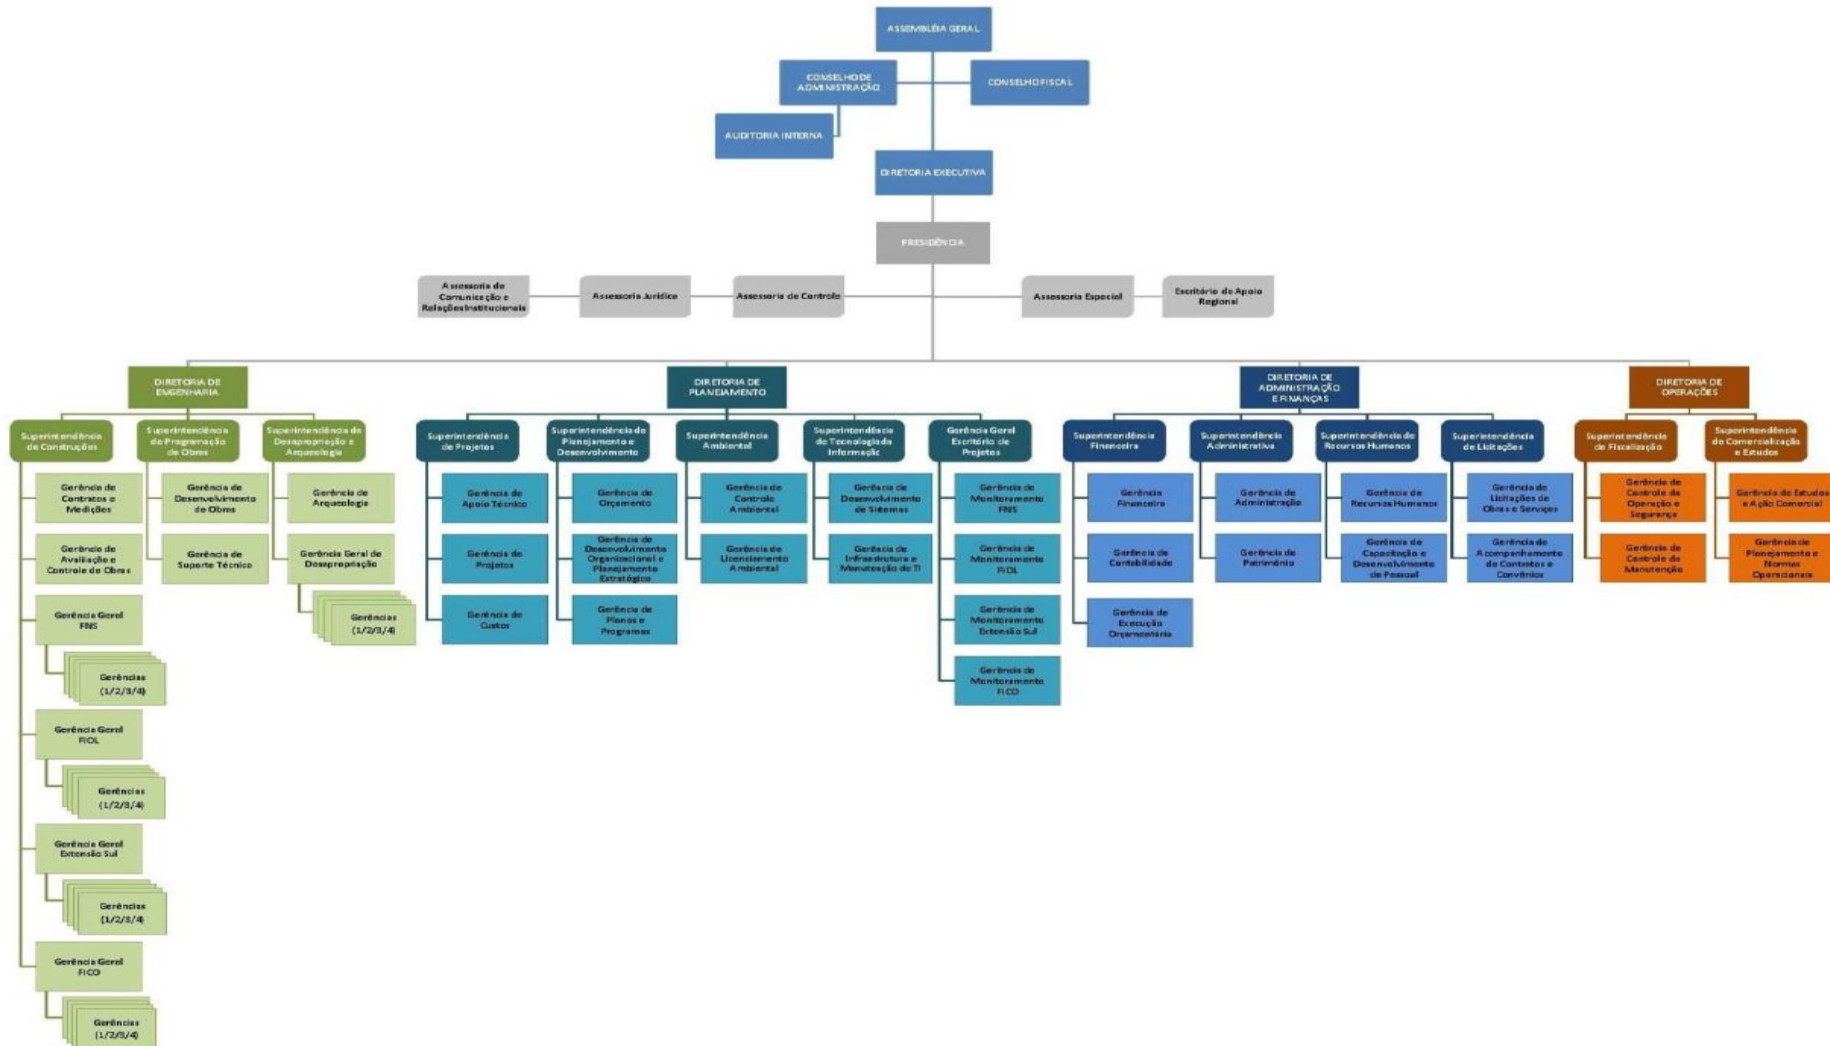 ASSEMBLÉIA GERAL
CONSELHO DE
ADMINISTRAÇÃO
CONSELHO FISCAL
AUDITORIA INTERNA
DIRETORIA EXECUTIVA
PRESIDÊNCIA
Assessoria de
Comunicação e
Relações Institucionais
Assessoria Jurídica
Assessoria de Controle
Assessoria Especial
Escritório de Apoio
Regional
DIRETORIA DE
ENGENHARIA
Superintendência
de Construções
Superintendência
de Programação
de Obras
Superintendência de
Desapropriação e
Arqueologia
Gerência de
Contratos e
Medições
Gerência de
Avaliação e
Controle de Obras
Gerência Geral
FNS
Gerências
(1/2/3/4)
Gerência Geral
FIOL
Gerências
(1/2/3/4)
Gerência Geral
Extensão Sul
Gerências
(1/2/3/4)
Gerência Geral
FICO
Gerências
(1/2/3/4)
Gerência de
Desenvolvimento
de Obras
Gerência de
Suporte Técnico
Gerência de
Arqueologia
Gerência Geral de
Desapropriação
Gerências
(1/2/3/4)
DIRETORIA DE
PLANEJAMENTO
Superintendência
de Projetos
Superintendência de
Planejamento e
Desenvolvimento
Superintendência
Ambiental
Superintendência
de Tecnologia da
Informaçãc
Gerência Geral
Escritório de
Projetos
Gerência de
Apoio Técnico
Gerência de
Projetos
Gerência de
Custos
Gerência de
Orçamento
Gerência de
Desenvolvimento
Organizacional e
Planejamento
Estratégico
Gerência de
Planos e
Programas
Gerência de
Controle
Ambiental
Gerência de
Licenciamento
Ambiental
Gerência de
Desenvolvimento
de Sistemas
Gerência de
Infraestrutura e
Manutenção de TI
Gerência de
Monitoramento
FNS
Gerência de
Monitoramento
FIOL
Gerência de
Monitoramento
Extensão Sul
Gerência de
Monitoramento
FICO
DIRETORIA DE
ADMINISTRAÇÃO
E FINANÇAS
Superintendência
Financeira
Superintendência
Administrativa
Superintendência de
Recursos Humanos
Superintendência
de Licitações
Gerência
Financeira
Gerência de
Contabilidade
Gerência de
Execução
Orçamentária
Gerência de
Administração
Gerência de
Patrimônio
Gerência de
Recursos Humanos
Gerência de
Capacitação e
Desenvolvimento
de Pessoal
Gerência de
Licitações de
Obras e Serviços
Gerência de
Acompanhamento
de Contratos e
Convênios
DIRETORIA DE
OPERAÇÕES
Superintendência
de Fiscalização
Superintendência
de Comercialização
e Estudos
Gerência de
Controle da
Operação e
Segurança
Gerência de
Controle da
Manutenção
Gerência de Estudos
e Ação Comercial
Gerência de
Planejamento e
Normas
Operacionais